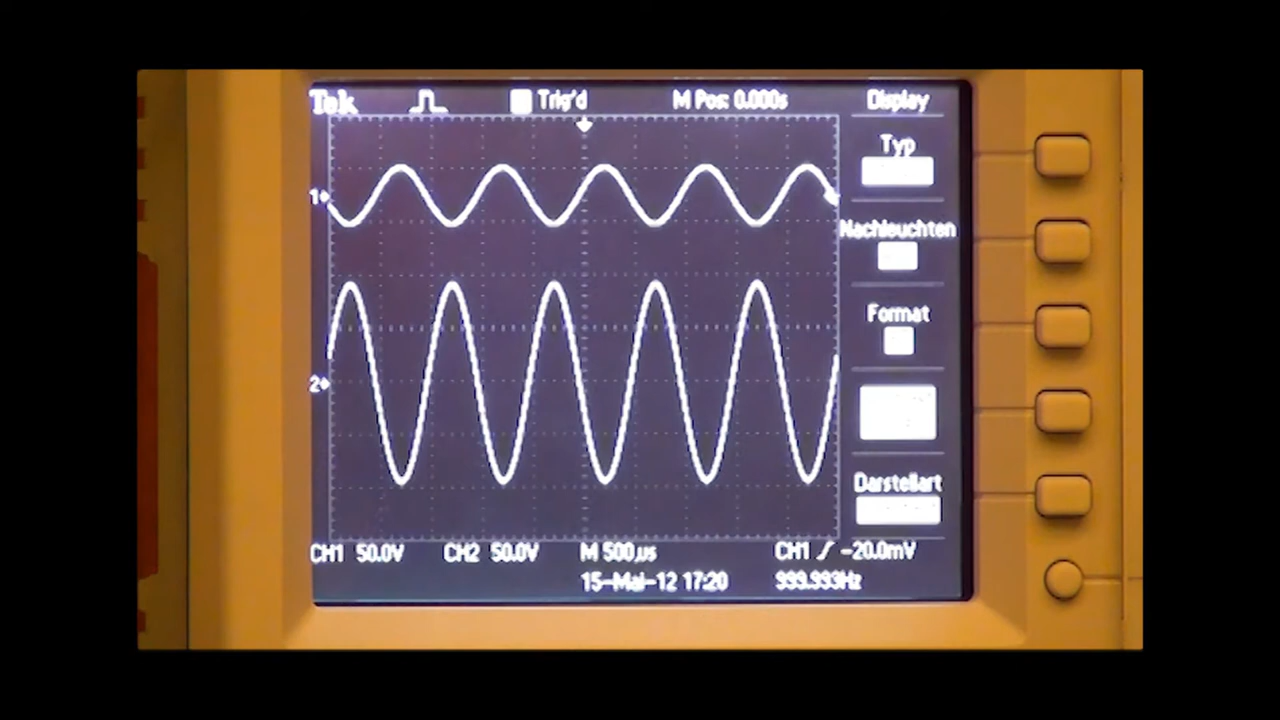 Tek Trig'd M Pos: 0.000s Display
Typ
1
Nachleuchten
Format
2
Darstellart
CH1 50.0V CH2 50.0V M 500µs CH1 -20.0mV
15-Mai-12 17:20 999.993Hz